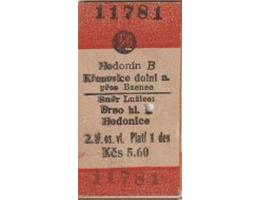 11781
Hodonín B
Křenovice dolní n.
přes Bzenec
Směr Lužice:
Brno hl.
Hodonice
2. tř. os. vl. Platí 1 den
Kčs 5.60
11781